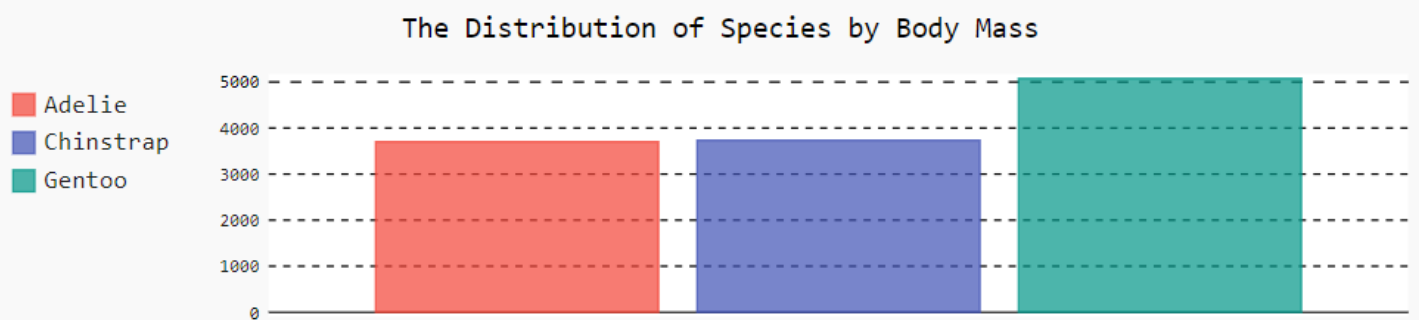 The Distribution of Species by Body Mass
Adelie
Chinstrap
Gentoo
5000
4000
3000
2000
1000
0